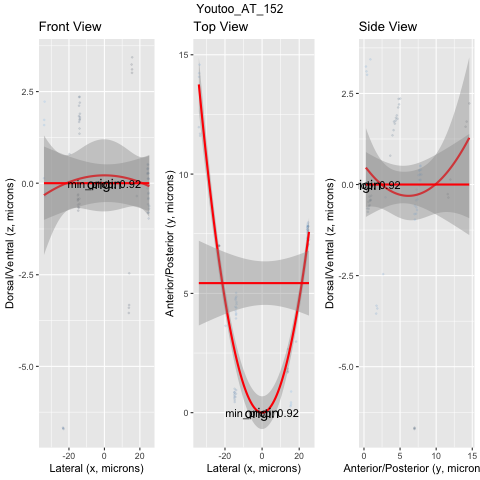 Youtoo_AT_152
Front View
Top View
Side View
Dorsal/Ventral (z, microns)
2.5
0.0
-2.5
-5.0
-20
0
20
Lateral (x, microns)
origin
Anterior/Posterior (y, microns)
15
10
5
0
-20
0
20
Lateral (x, microns)
origin
Dorsal/Ventral (z, microns)
2.5
0.0
-2.5
-5.0
0
5
10
15
Anterior/Posterior (y, micron